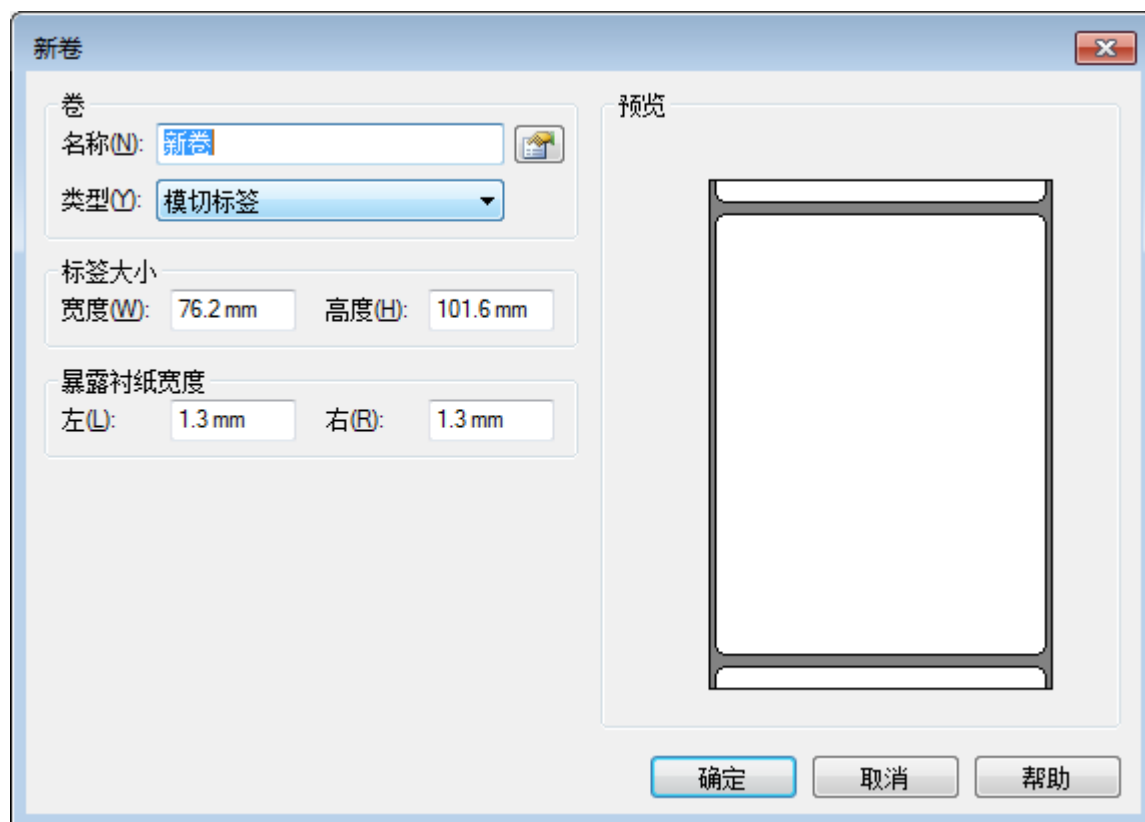 新卷
卷
名称(N): 新卷
类型(Y): 模切标签
标签大小
宽度(W): 76.2 mm 高度(H): 101.6 mm
暴露衬纸宽度
左(L): 1.3 mm 右(R): 1.3 mm
预览
确定 取消 帮助